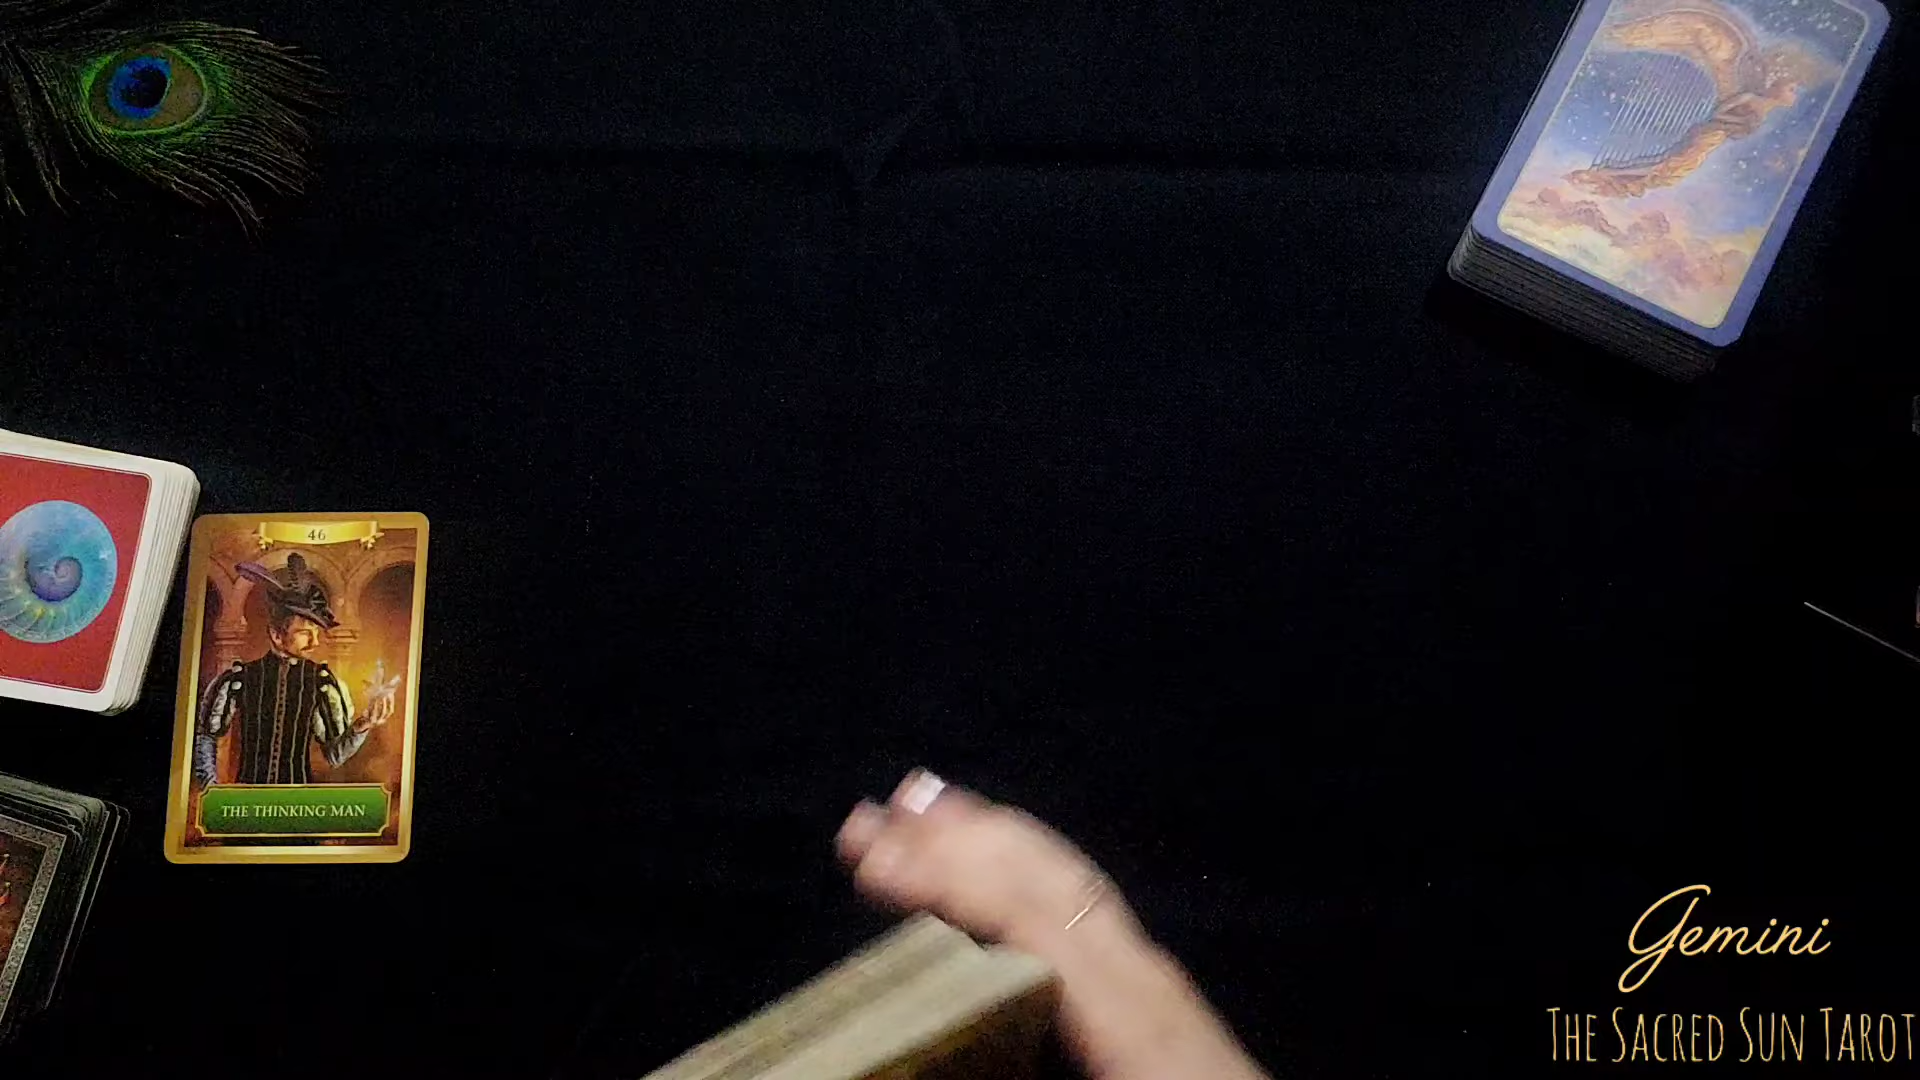 46
THE THINKING MAN
Gemini
THE SACRED SUN TAROT